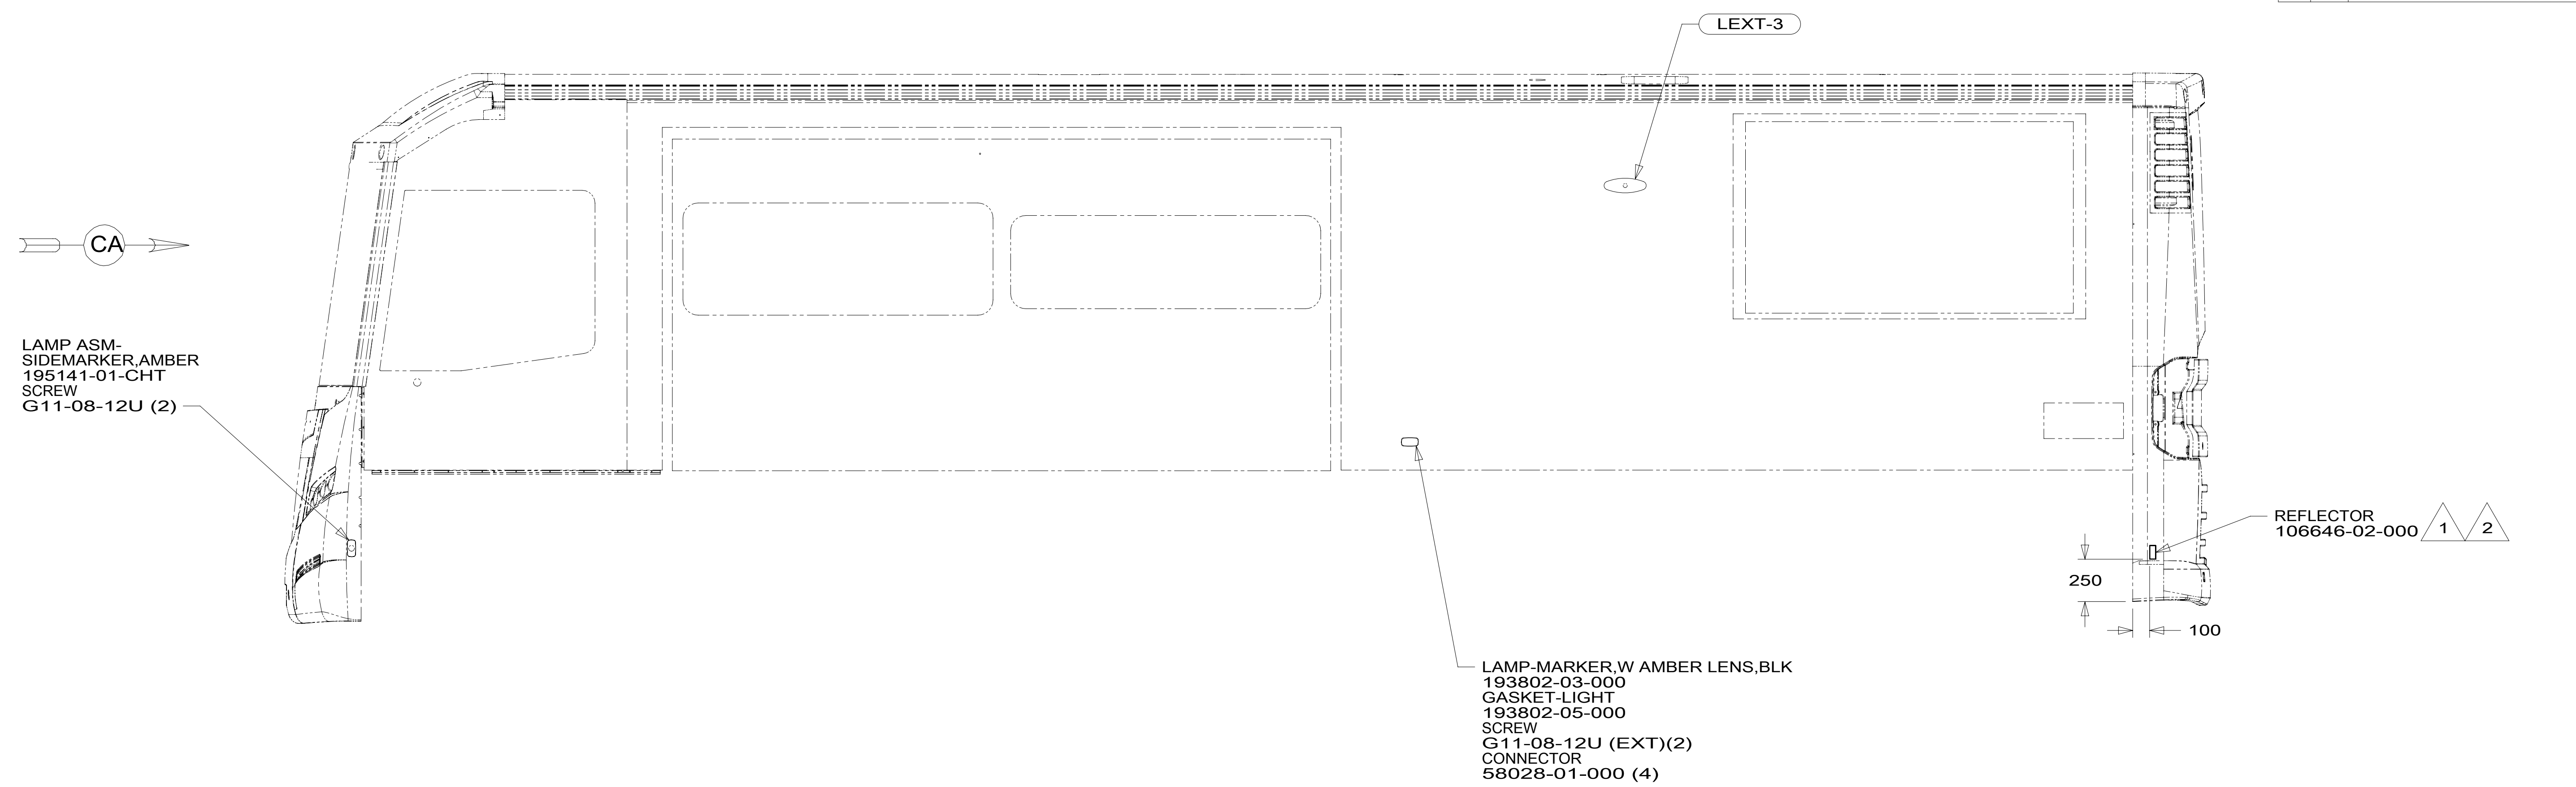 LEXT-3
CA
LAMP ASM-
SIDEMARKER,AMBER
195141-01-CHT
SCREW
G11-08-12U (2)
REFLECTOR
106646-02-000
1
2
250
100
LAMP-MARKER,W AMBER LENS,BLK
193802-03-000
GASKET-LIGHT
193802-05-000
SCREW
G11-08-12U (EXT)(2)
CONNECTOR
58028-01-000 (4)